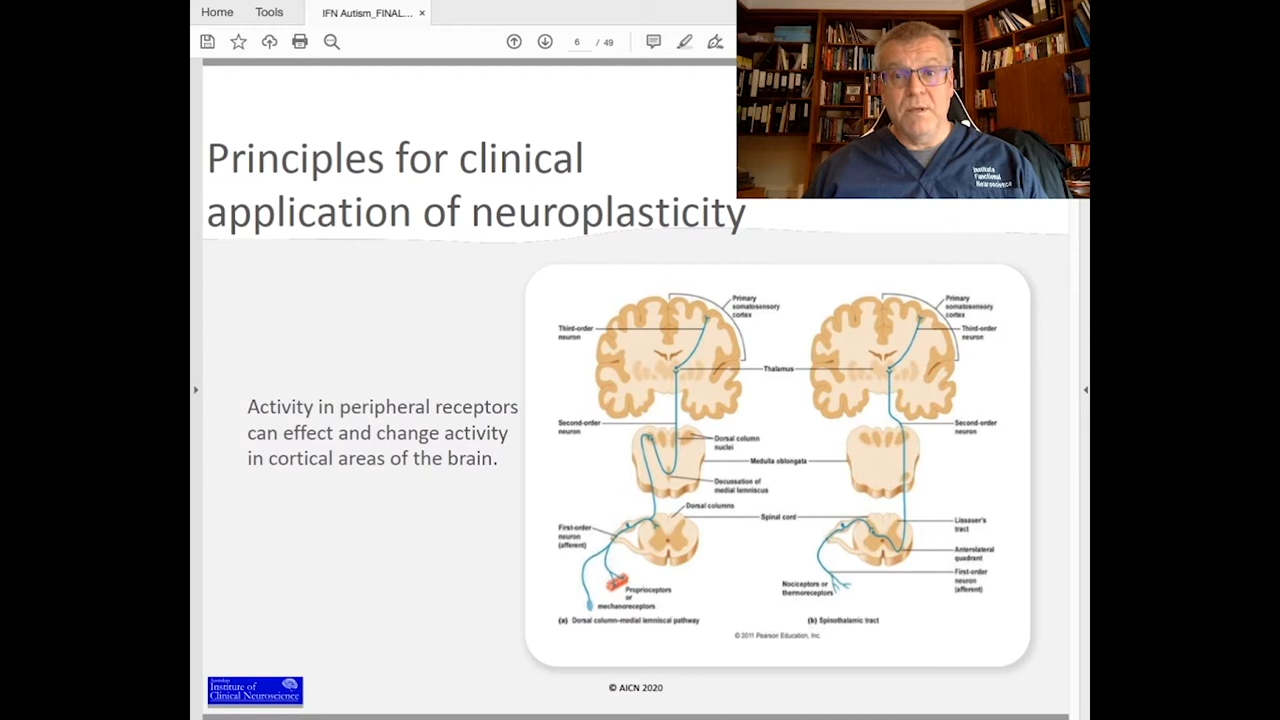 Home Tools IFN Autism_FINAL... ×
6 / 49
Institute
Functional
Neuroscience
Principles for clinical
application of neuroplasticity
Activity in peripheral receptors
can effect and change activity
in cortical areas of the brain.
Primary
somatosensory
cortex
Third-order
neuron
Thalamus
Second-order
neuron
Dorsal column
nuclei
Medulla oblongata
Decussation of
medial lemniscus
Dorsal columns
Spinal cord
First-order
neuron
(afferent)
Proprioceptors
or
mechanoreceptors
(a) Dorsal column-medial lemniscal pathway
Primary
somatosensory
cortex
Third-order
neuron
Second-order
neuron
Lissauer's
tract
Anterolateral
quadrant
First-order
neuron
(afferent)
Nociceptors or
thermoreceptors
(b) Spinothalamic tract
© 2011 Pearson Education, Inc.
Institute of
Clinical Neuroscience
© AICN 2020